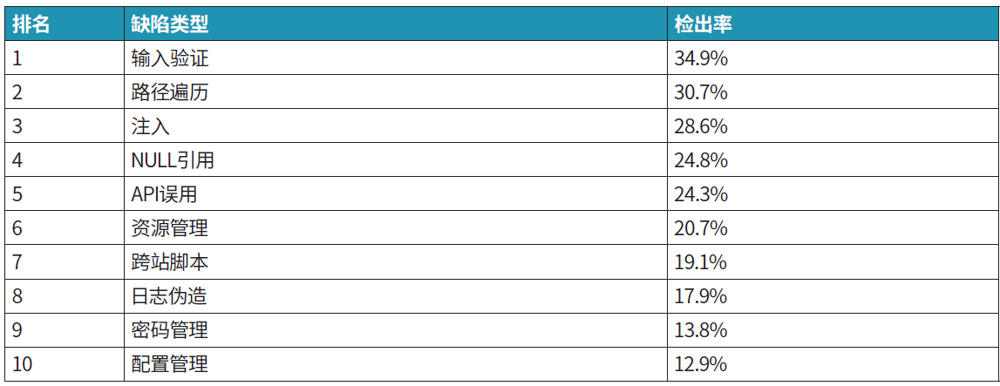 排名 缺陷类型 检出率
1 输入验证 34.9%
2 路径遍历 30.7%
3 注入 28.6%
4 NULL引用 24.8%
5 API误用 24.3%
6 资源管理 20.7%
7 跨站脚本 19.1%
8 日志伪造 17.9%
9 密码管理 13.8%
10 配置管理 12.9%